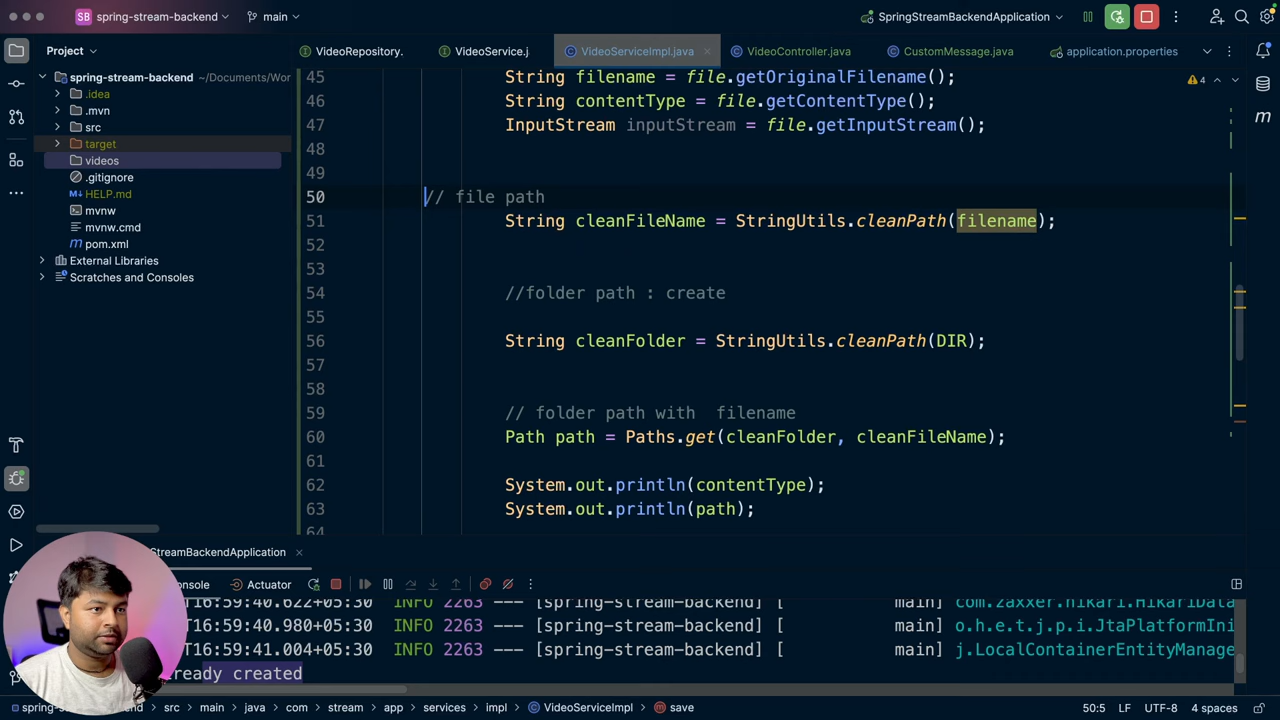 SB spring-stream-backend main SpringStreamBackendApplication
Project
VideoRepository. VideoService.j VideoServiceImpl.java VideoController.java CustomMessage.java application.properties
spring-stream-backend ~/Documents/Wor
.idea
.mvn
src
target
videos
.gitignore
HELP.md
mvnw
mvnw.cmd
pom.xml
External Libraries
Scratches and Consoles
4
45 String filename = file.getOriginalFilename();
46 String contentType = file.getContentType();
47 InputStream inputStream = file.getInputStream();
48
49
50 // file path
51 String cleanFileName = StringUtils.cleanPath(filename);
52
53
54 //folder path : create
55
56 String cleanFolder = StringUtils.cleanPath(DIR);
57
58
59 // folder path with  filename
60 Path path = Paths.get(cleanFolder, cleanFileName);
61
62 System.out.println(contentType);
63 System.out.println(path);
64
StreamBackendApplication
onsole Actuator
T16:59:40.622+05:30 INFO 2263 --- [spring-stream-backend] [ main] com.zaxxer.hikari.HikariData
T16:59:40.980+05:30 INFO 2263 --- [spring-stream-backend] [ main] o.h.e.t.j.p.i.JtaPlatformIni
T16:59:41.004+05:30 INFO 2263 --- [spring-stream-backend] [ main] j.LocalContainerEntityManage
ready created
spring- end src main java com stream app services impl VideoServiceImpl save 50:5 LF UTF-8 4 spaces